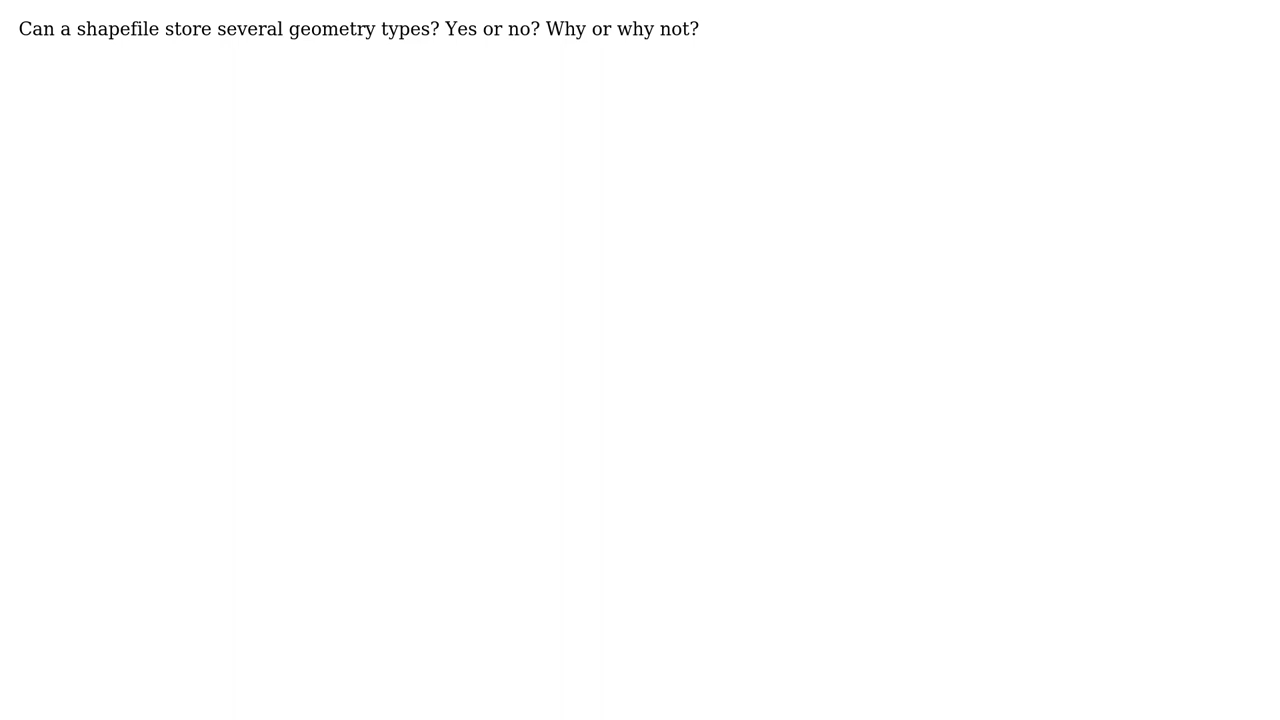 Can a shapefile store several geometry types? Yes or no? Why or why not?